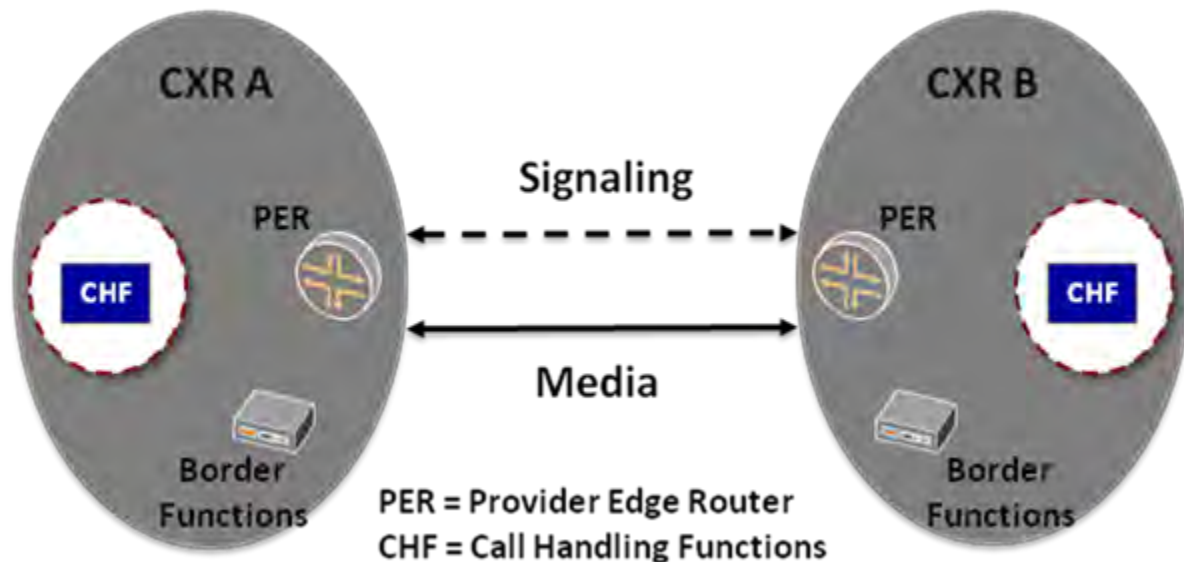 CXR A
CXR B
Signaling
PER
PER
CHF
CHF
Media
Border
Functions
Border
Functions
PER = Provider Edge Router
CHF = Call Handling Functions